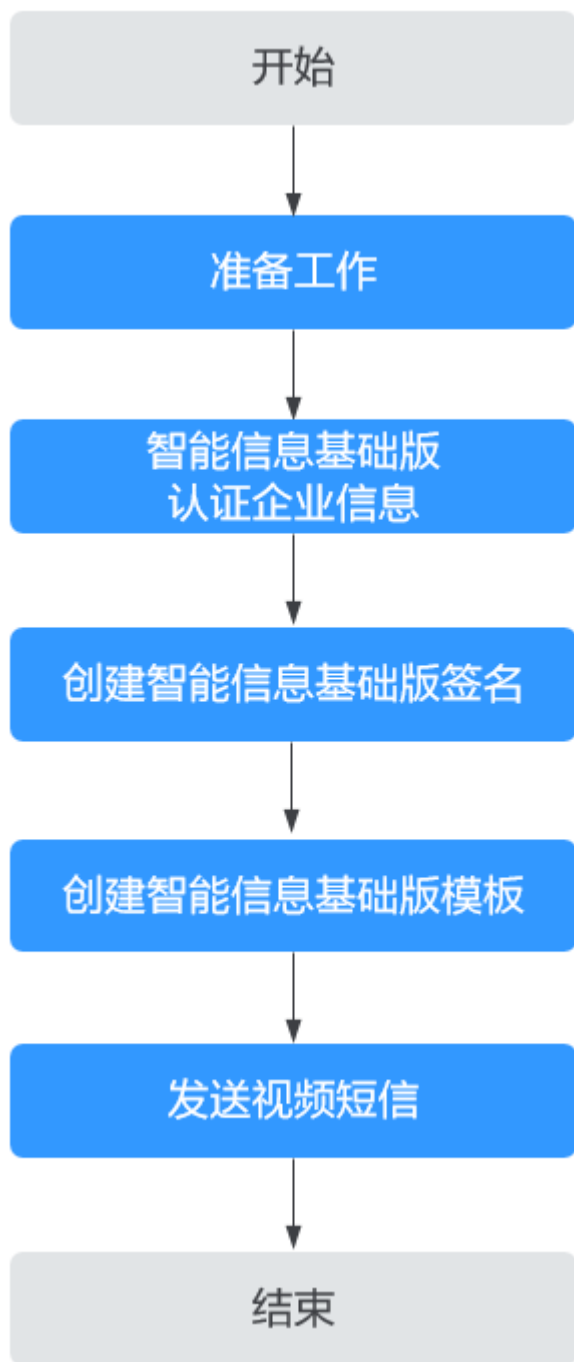 开始
准备工作
智能信息基础版
认证企业信息
创建智能信息基础版签名
创建智能信息基础版模板
发送视频短信
结束